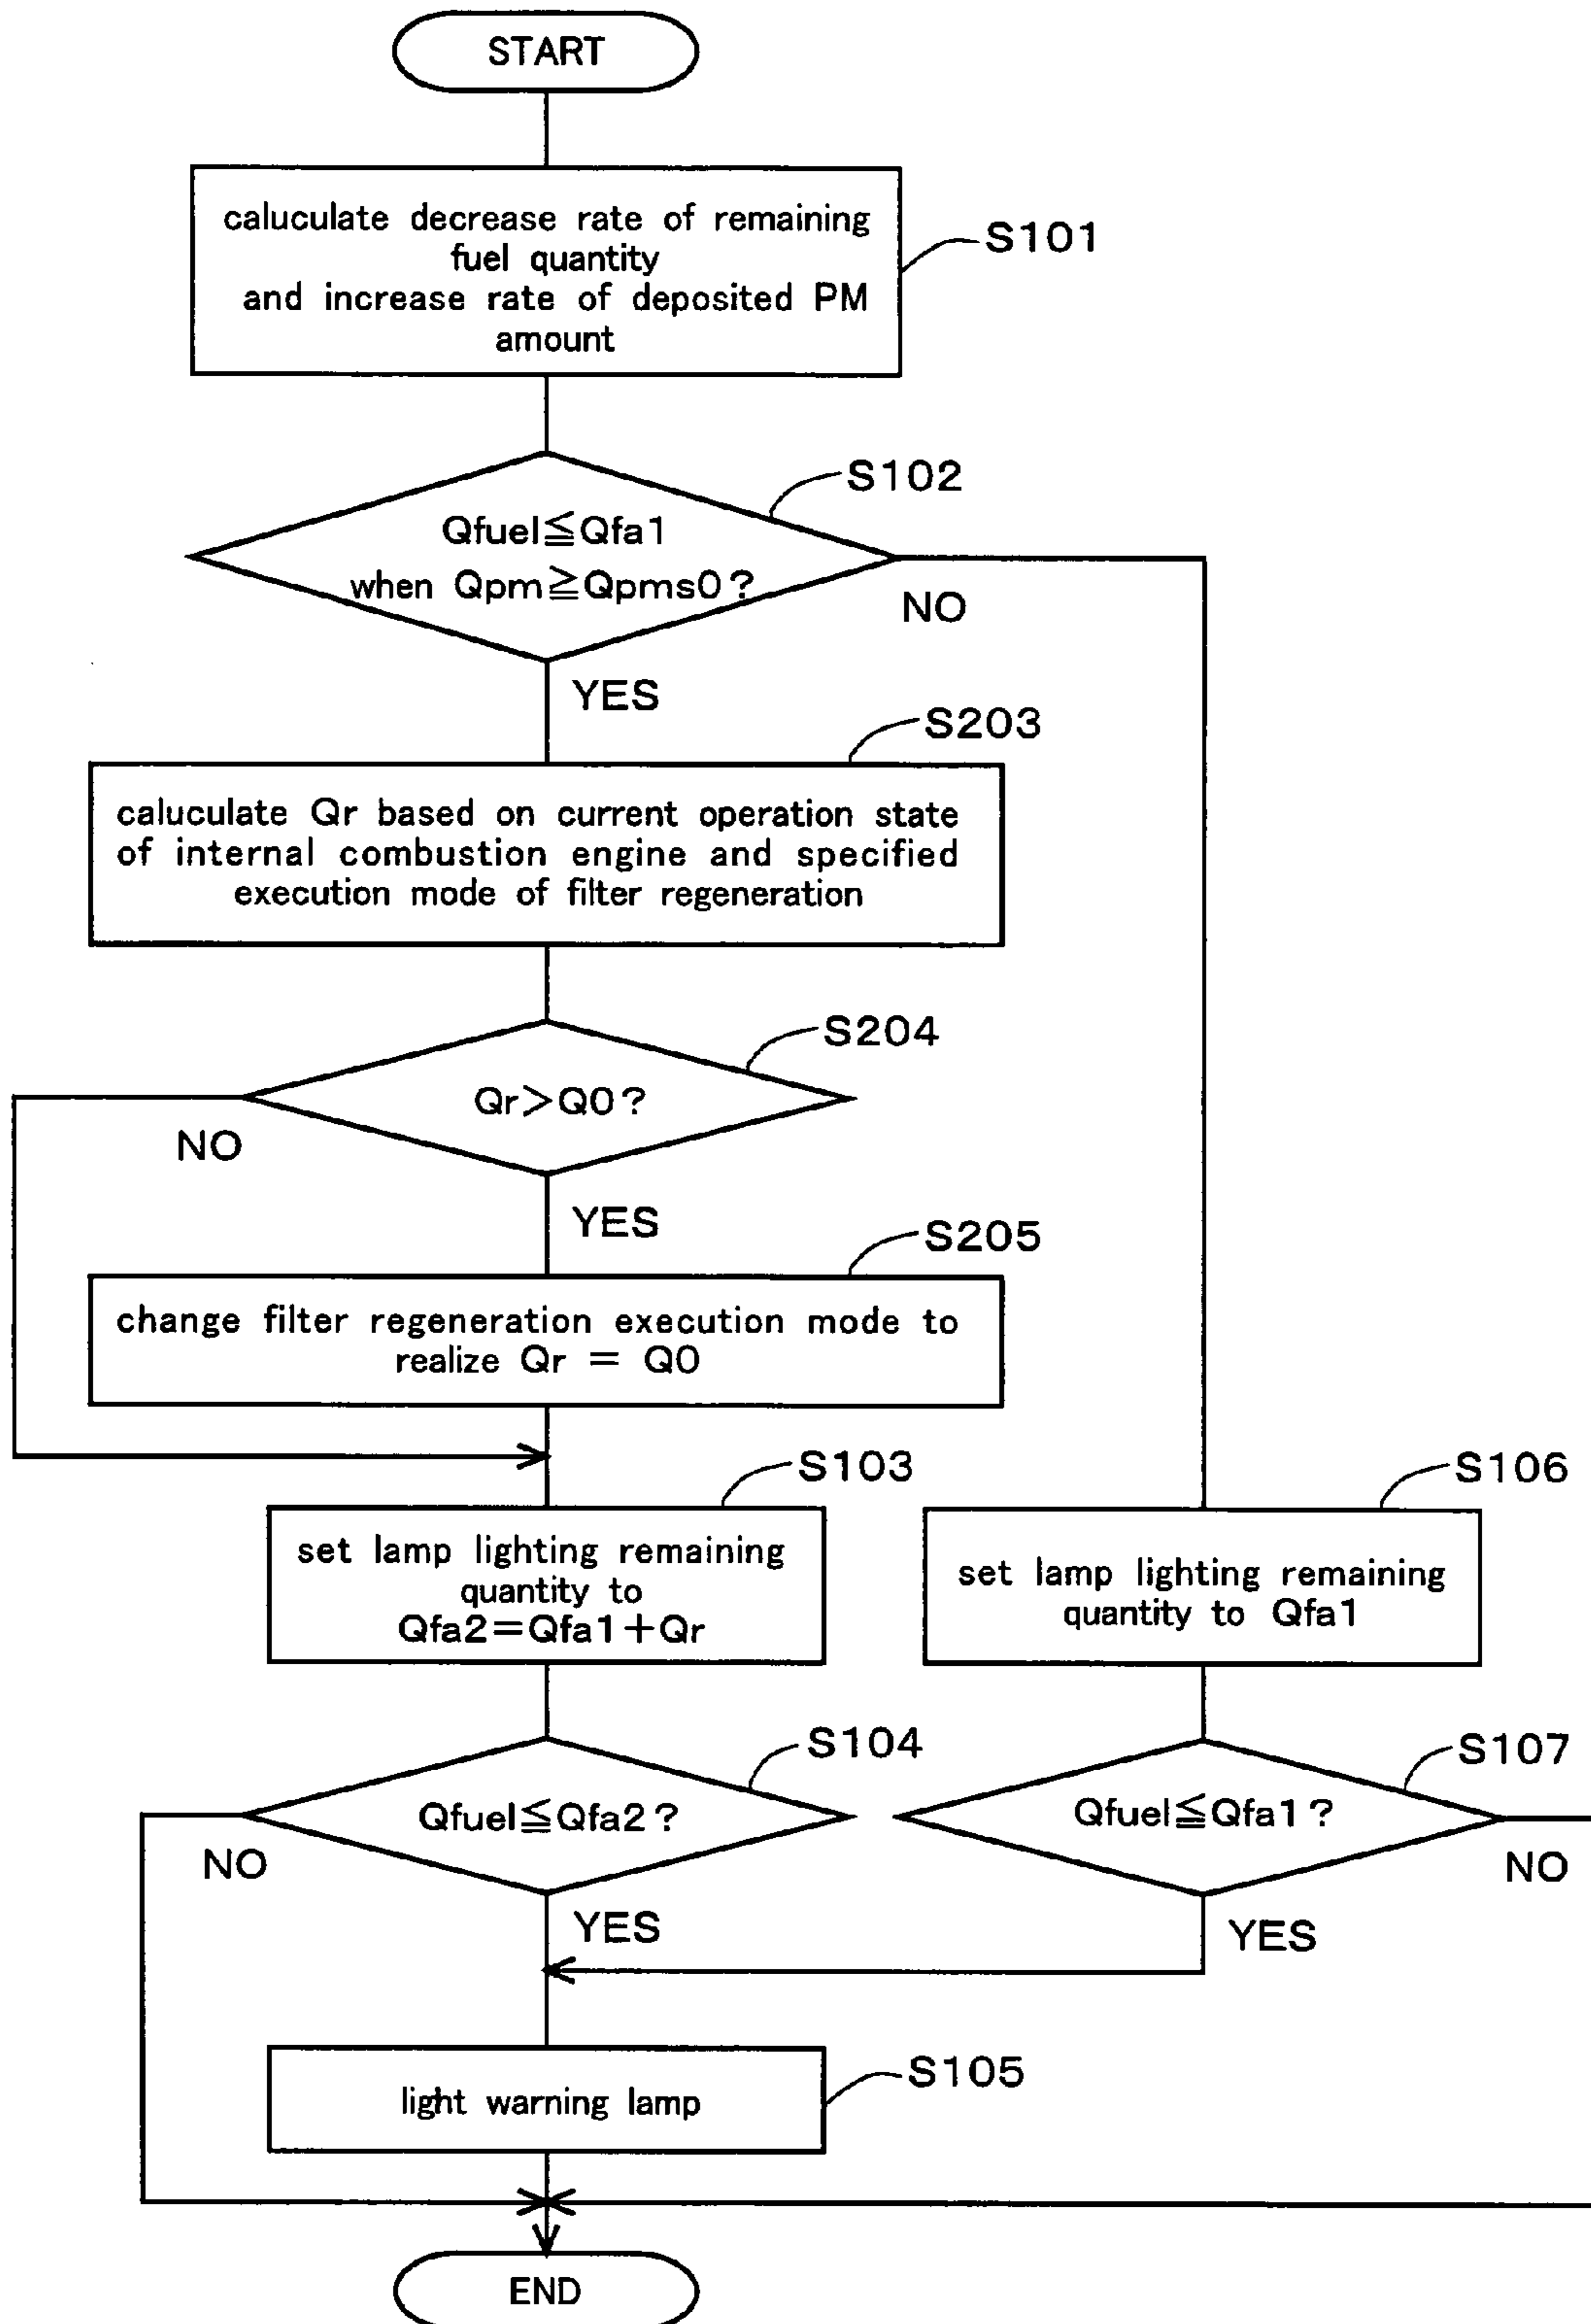 START
caluculate decrease rate of remaining
fuel quantity
and increase rate of deposited PM
amount
S101
S102
Qfuel≦Qfa1
when Qpm≧Qpms0?
NO
YES
S203
caluculate Qr based on current operation state
of internal combustion engine and specified
execution mode of filter regeneration
S204
Qr>Q0?
NO
YES
S205
change filter regeneration execution mode to
realize Qr = Q0
S103
set lamp lighting remaining
quantity to
Qfa2=Qfa1+Qr
S106
set lamp lighting remaining
quantity to Qfa1
S104
Qfuel≦Qfa2?
NO
YES
S107
Qfuel≦Qfa1?
NO
YES
S105
light warning lamp
END